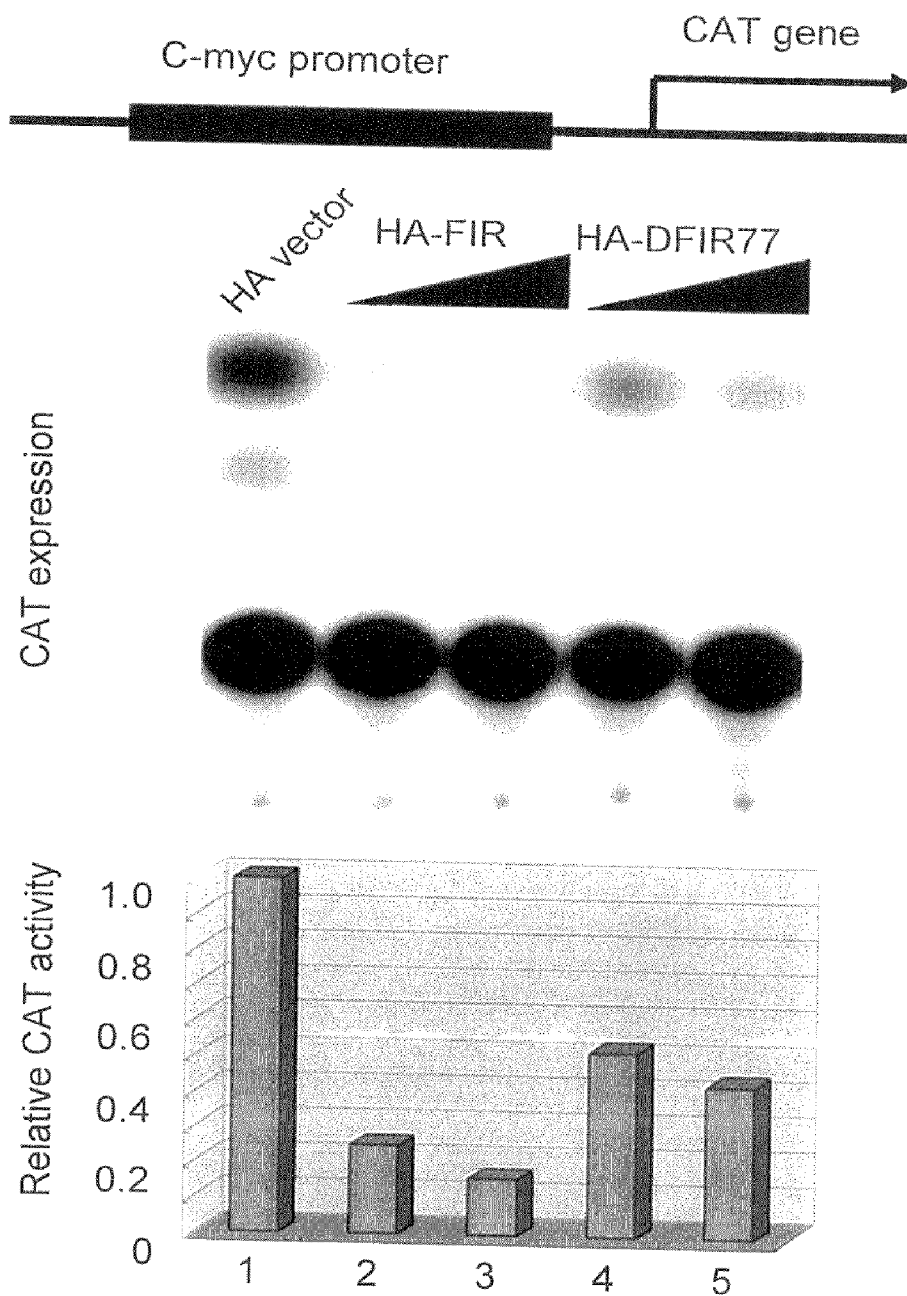 CAT gene
C-myc promoter
HA vector
HA-FIR
HA-DFIR77
CAT expression
Relative CAT activity
1.0
0.8
0.6
0.4
0.2
0
1 2 3 4 5